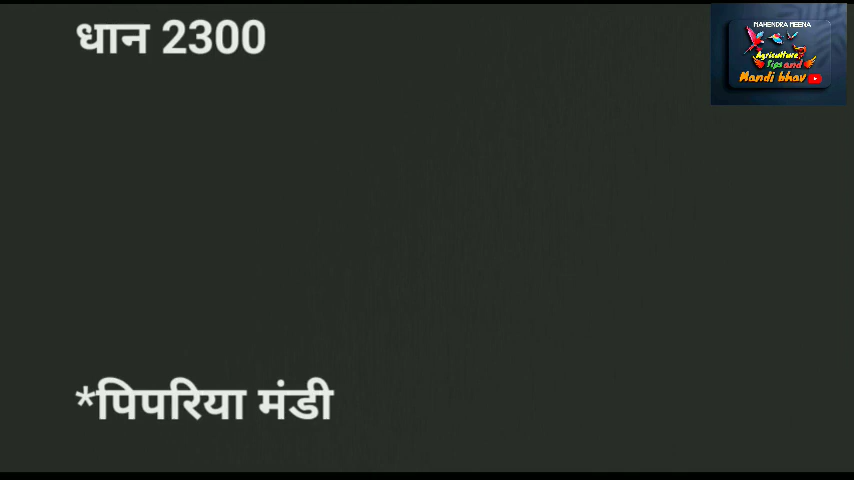 धान 2300
MAHENDRA MEENA
Agriculture
Tips and
Mandi bhav
*पिपरिया मंडी